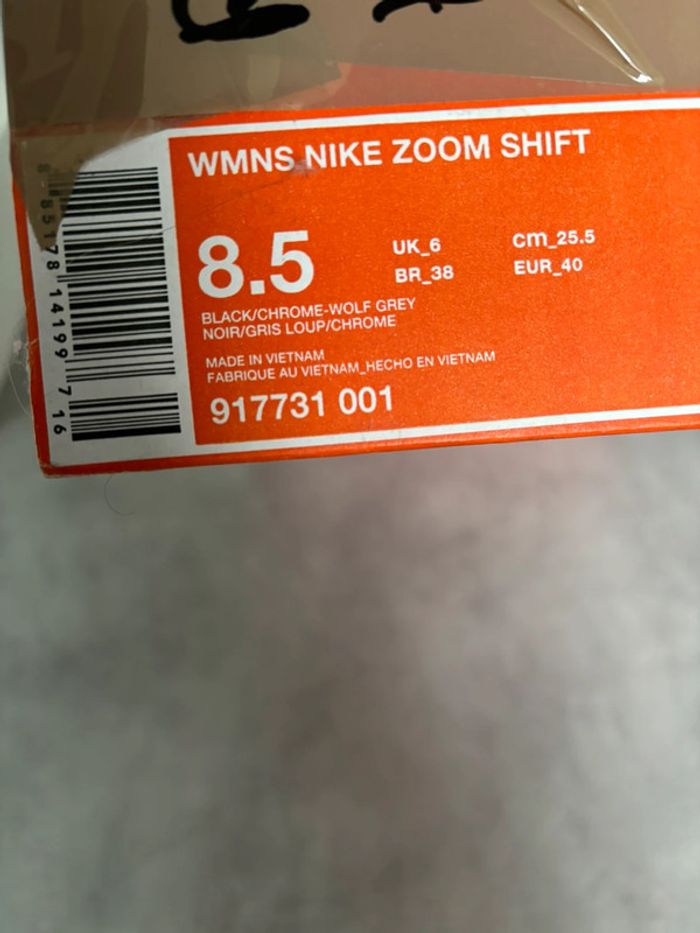 WMNS NIKE ZOOM SHIFT
8.5
UK_6
cm_25.5
BR_38
EUR_40
BLACK/CHROME-WOLF GREY
NOIR/GRIS LOUP/CHROME
MADE IN VIETNAM
FABRIQUE AU VIETNAM_HECHO EN VIETNAM
917731 001
85178 14199 7 16